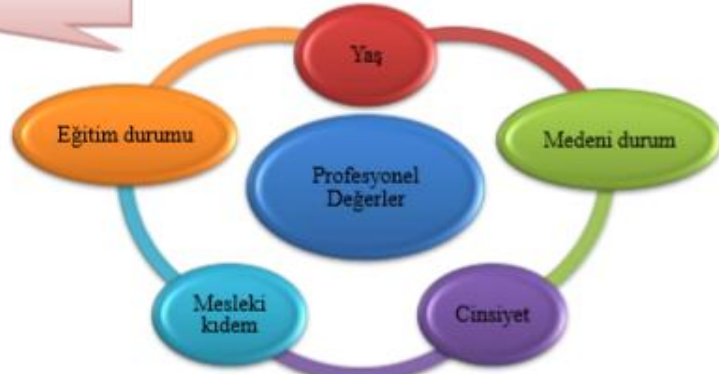 Yaş
Eğitim durumu
Medeni durum
Profesyonel
Değerler
Mesleki
kıdem
Cinsiyet